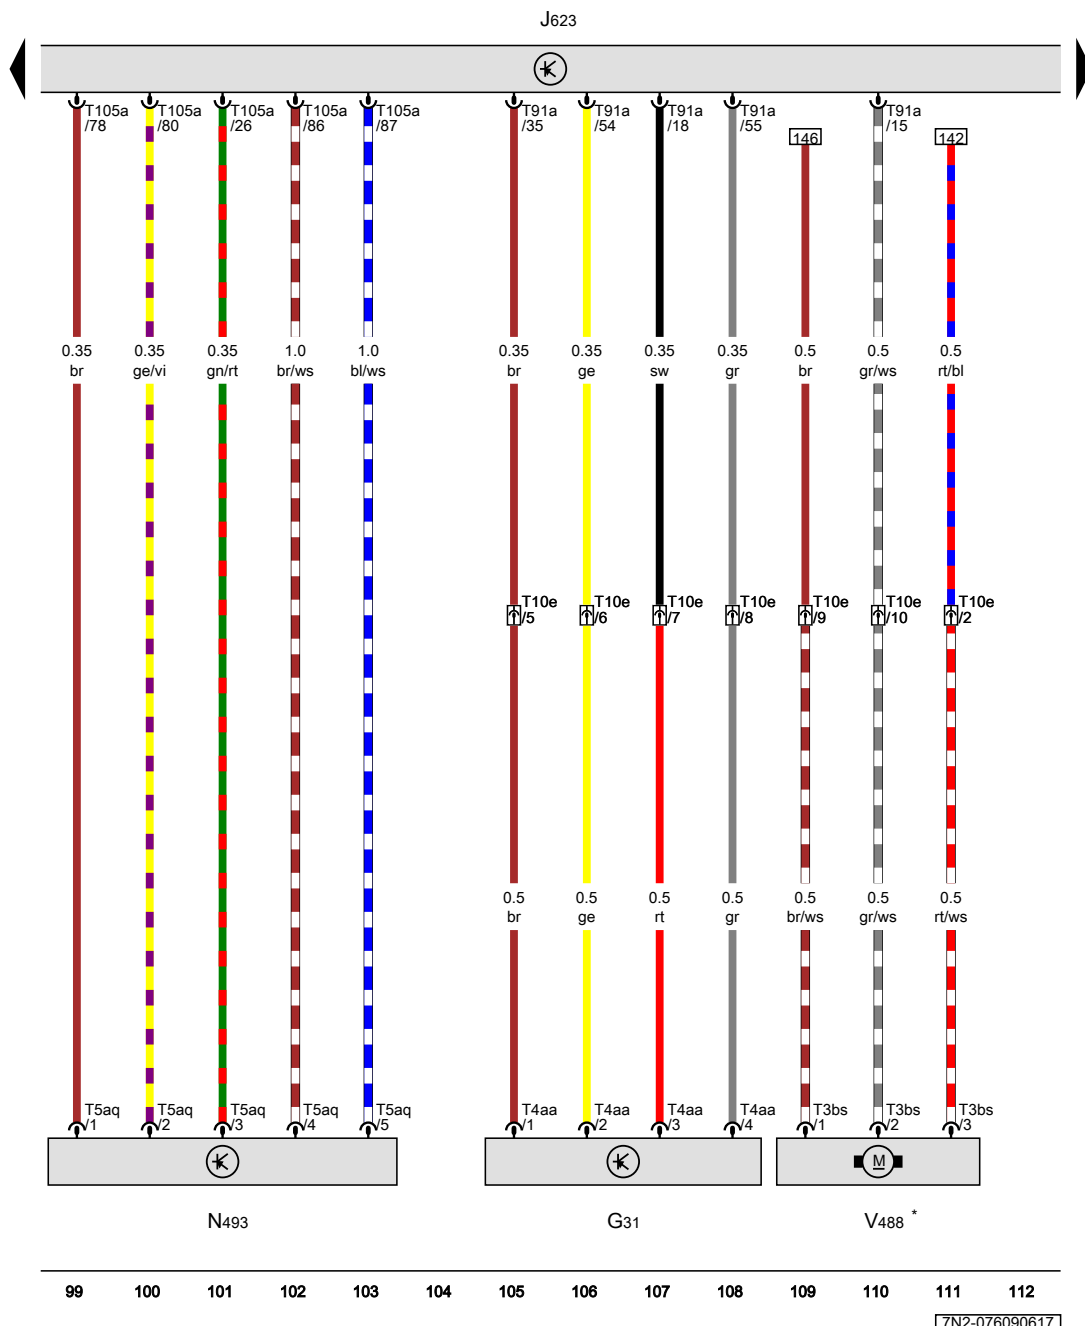 J623
T105a T105a T105a T105a T105a T91a T91a T91a T91a T91a
/78 /80 /26 /86 /87 /35 /54 /18 /55 /15
146 142
0.35 0.35 0.35 1.0 1.0 0.35 0.35 0.35 0.35 0.5 0.5 0.5
br ge/vi gn/rt br/ws bl/ws br ge sw gr br gr/ws rt/bl
T10e T10e T10e T10e T10e T10e T10e
/5 /6 /7 /8 /9 /10 /2
0.5 0.5 0.5 0.5 0.5 0.5 0.5
br ge rt gr br/ws gr/ws rt/ws
T5aq T5aq T5aq T5aq T5aq T4aa T4aa T4aa T4aa T3bs T3bs T3bs
/1 /2 /3 /4 /5 /1 /2 /3 /4 /1 /2 /3
M
N493 G31 V488 *
99 100 101 102 103 104 105 106 107 108 109 110 111 112
7N2-076090617